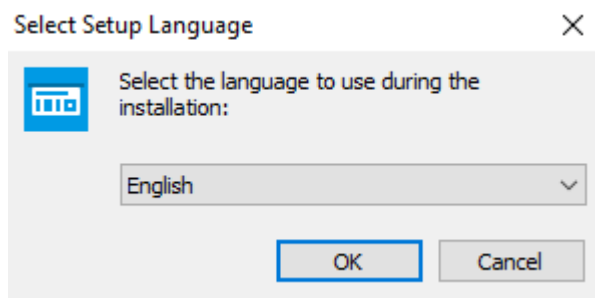 Select Setup Language
Select the language to use during the
installation:
English
OK
Cancel